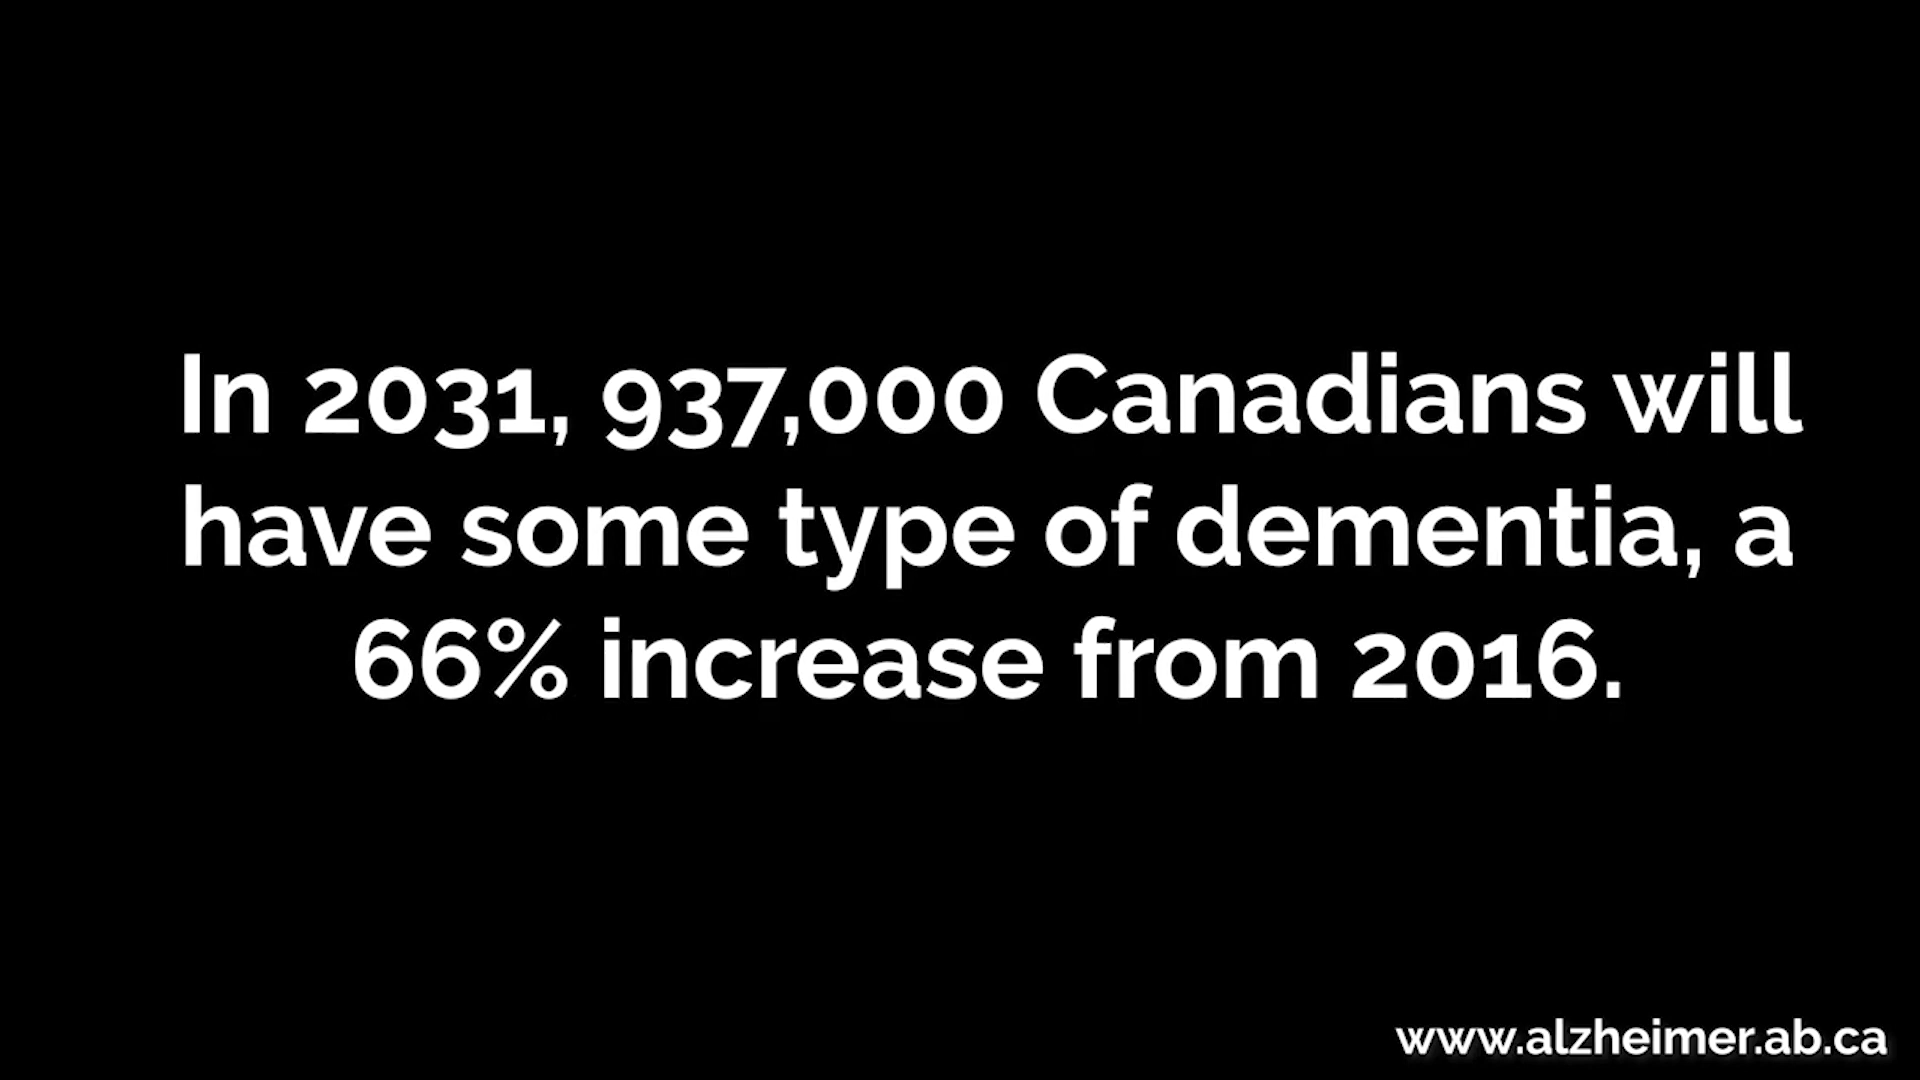 In 2031, 937,000 Canadians will
have some type of dementia, a
66% increase from 2016.
www.alzheimer.ab.ca